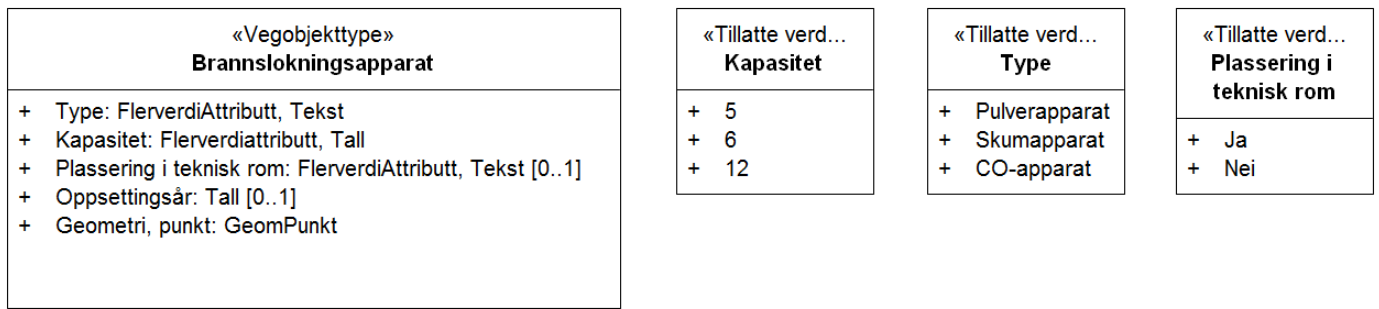 «Vegobjekttype»
Brannslokningsapparat
+ Type: FlerverdiAttributt, Tekst
+ Kapasitet: Flerverdiattributt, Tall
+ Plassering i teknisk rom: FlerverdiAttributt, Tekst [0..1]
+ Oppsettingsår: Tall [0..1]
+ Geometri, punkt: GeomPunkt
«Tillatte verd...
Kapasitet
+ 5
+ 6
+ 12
«Tillatte verd...
Type
+ Pulverapparat
+ Skumapparat
+ CO-apparat
«Tillatte verd...
Plassering i
teknisk rom
+ Ja
+ Nei